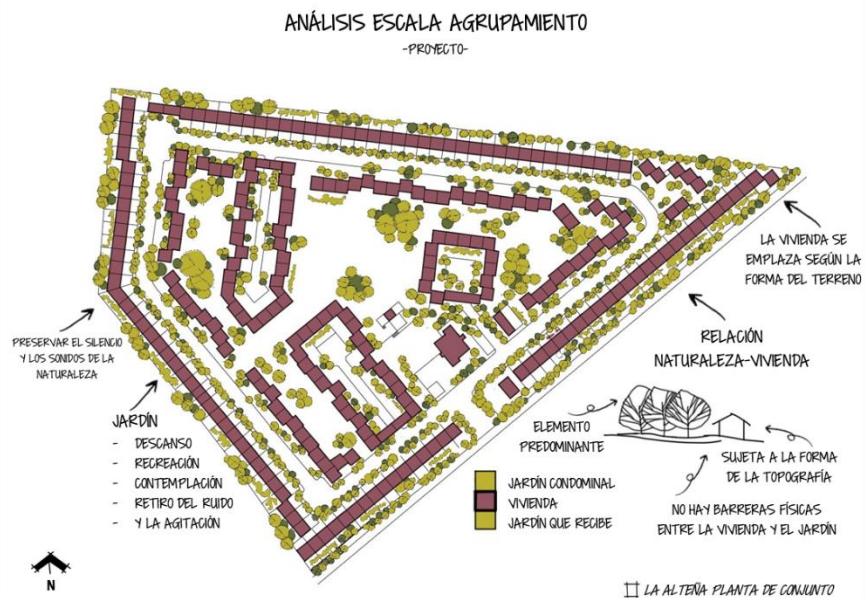 ANÁLISIS ESCALA AGRUPAMIENTO
-PROYECTO-
LA VIVIENDA SE
EMPLAZA SEGÚN LA
FORMA DEL TERRENO
PRESERVAR EL SILENCIO
Y LOS SONIDOS DE LA
NATURALEZA
RELACIÓN
NATURALEZA-VIVIENDA
JARDÍN
- DESCANSO
- RECREACIÓN
- CONTEMPLACIÓN
- RETIRO DEL RUIDO
- Y LA AGITACIÓN
ELEMENTO
PREDOMINANTE
SUJETA A LA FORMA
DE LA TOPOGRAFÍA
JARDÍN CONDOMINAL
VIVIENDA
JARDÍN QUE RECIBE
NO HAY BARRERAS FÍSICAS
ENTRE LA VIVIENDA Y EL JARDÍN
N
LA ALTEÑA PLANTA DE CONJUNTO